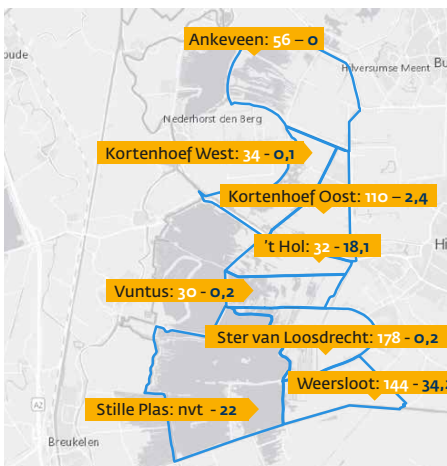 Ankeveen: 56 – 0
oude
Hilversumse Meent
Bu
Nederhorst den Berg
Kortenhoef West: 34 - 0,1
Kortenhoef Oost: 110 – 2,4
't Hol: 32 - 18,1
Hi
Vuntus: 30 - 0,2
Ster van Loosdrecht: 178 - 0,2
Weersloot: 144 - 34,
Stille Plas: nvt - 22
A2
Breukelen